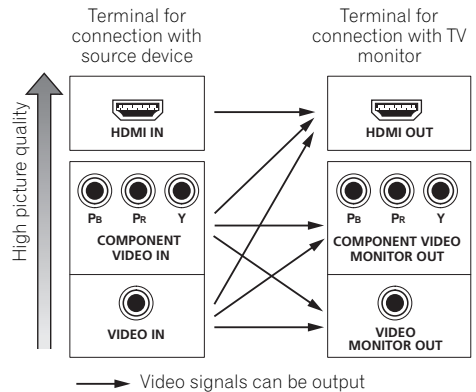 Terminal for
connection with
source device
Terminal for
connection with TV
monitor
High picture quality
HDMI IN
HDMI OUT
PB PR Y
COMPONENT
VIDEO IN
PB PR Y
COMPONENT VIDEO
MONITOR OUT
VIDEO IN
VIDEO
MONITOR OUT
Video signals can be output